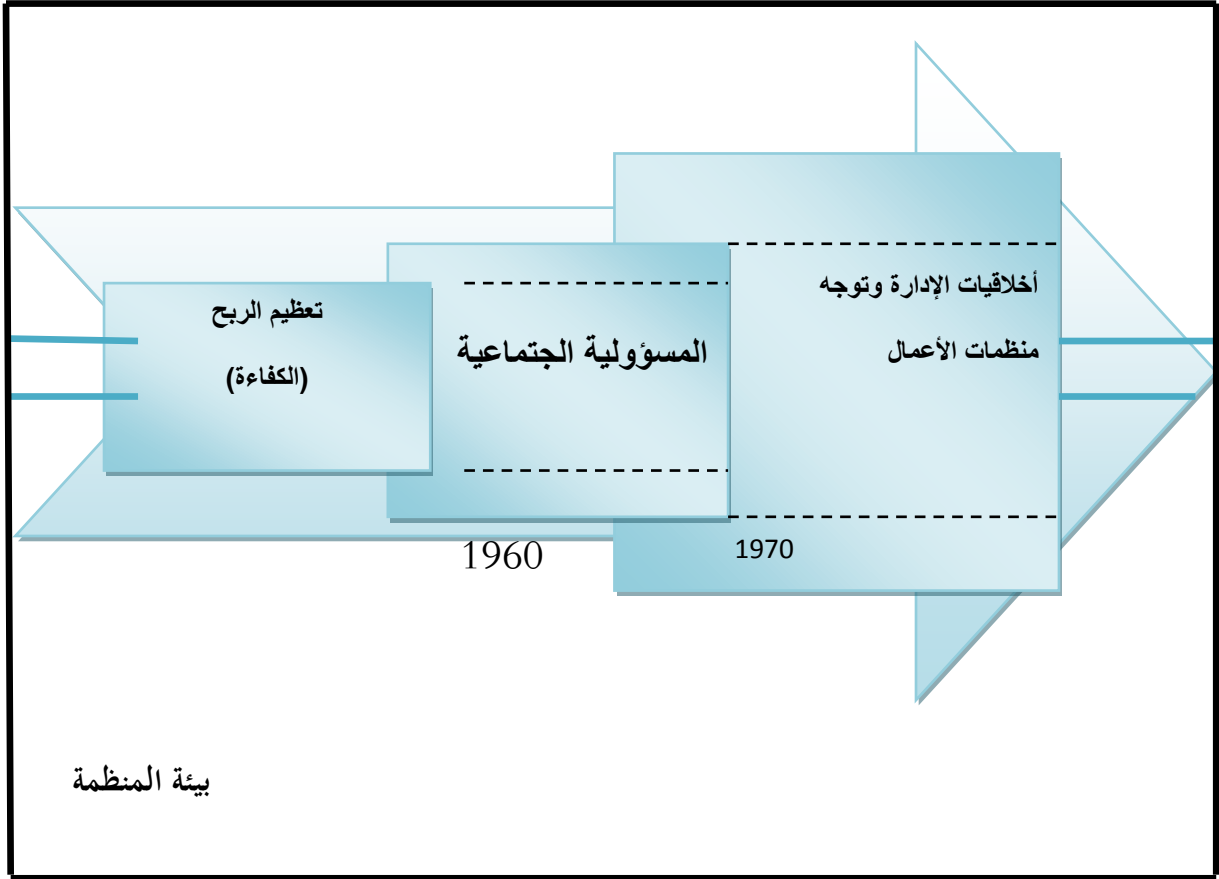 أخلاقيات الإدارة وتوجه
منظمات الأعمال
المسؤولية الجتماعية
تعظيم الربح
(الكفاءة)
1970
1960
بيئة المنظمة